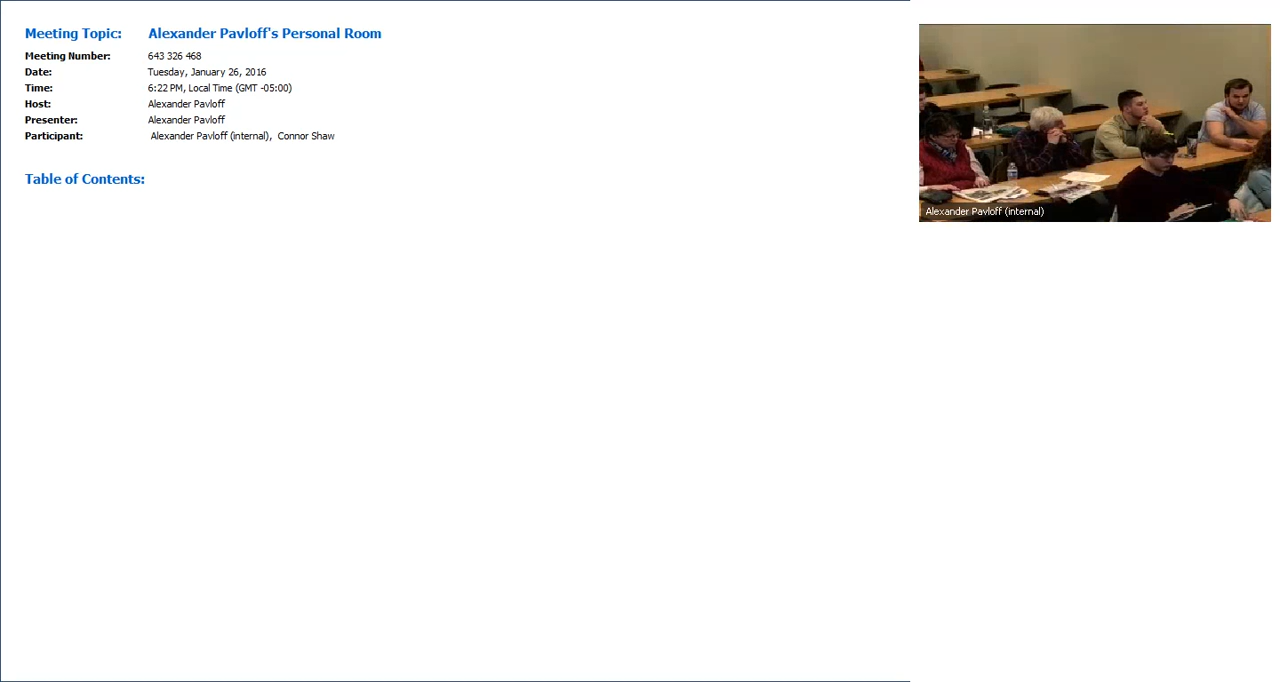 Meeting Topic: Alexander Pavloff's Personal Room
Meeting Number: 643 326 468
Date: Tuesday, January 26, 2016
Time: 6:22 PM, Local Time (GMT -05:00)
Host: Alexander Pavloff
Presenter: Alexander Pavloff
Participant: Alexander Pavloff (internal), Connor Shaw
Table of Contents:
Alexander Pavloff (internal)